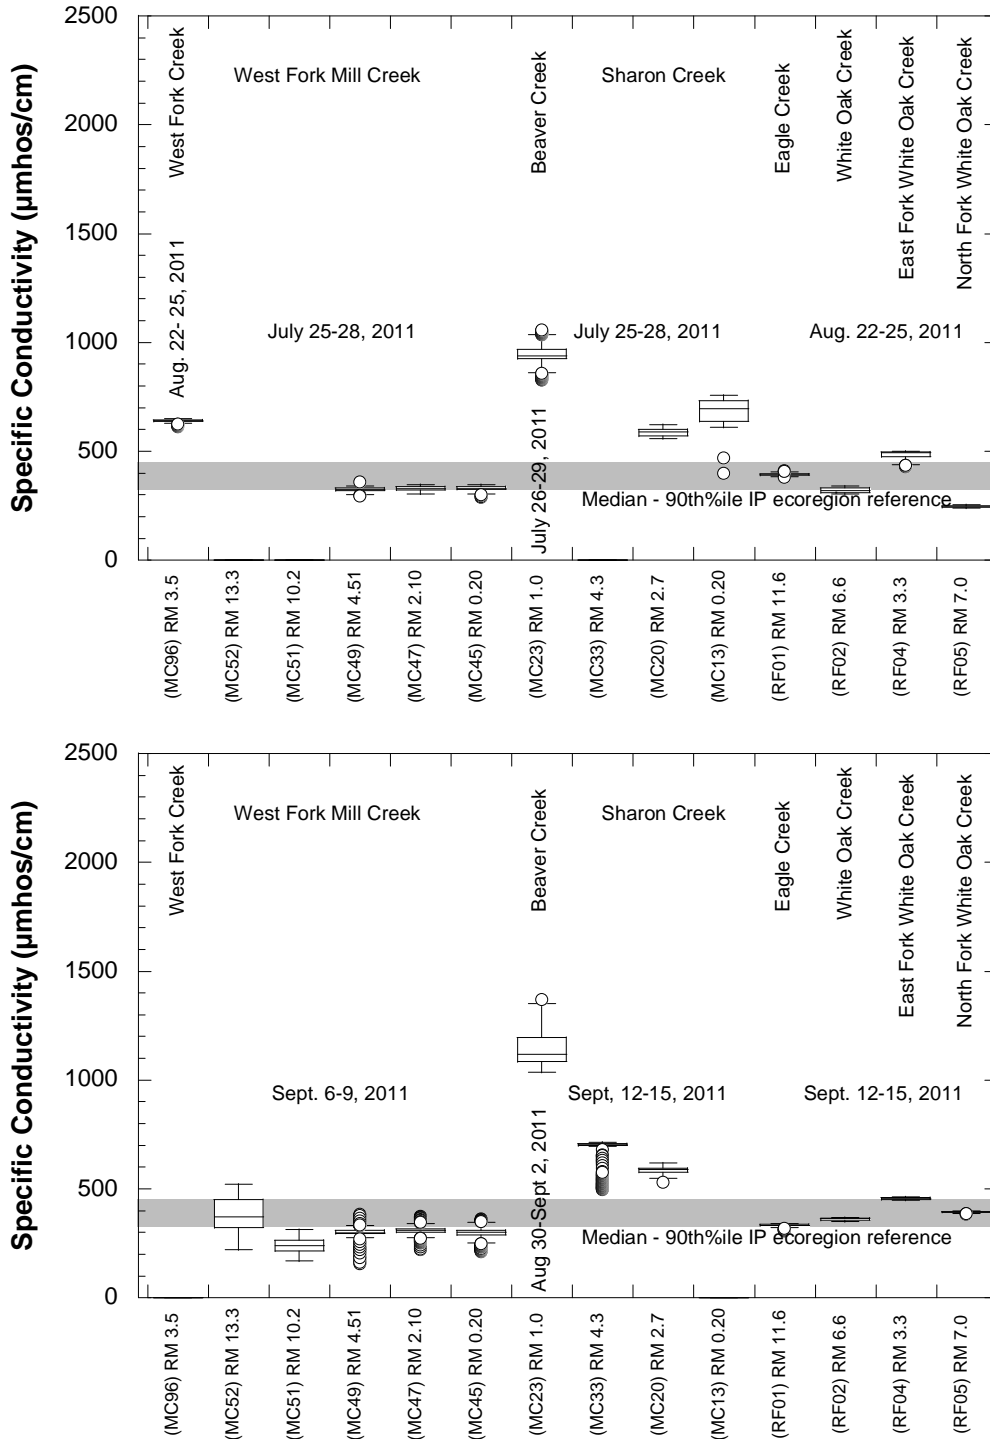 Specific Conductivity (µmhos/cm)
2500
2000
1500
1000
500
0
West Fork Creek
West Fork Mill Creek
Beaver Creek
Sharon Creek
Eagle Creek
White Oak Creek
East Fork White Oak Creek
North Fork White Oak Creek
Aug. 22- 25, 2011
July 25-28, 2011
July 26-29, 2011
July 25-28, 2011
Aug. 22-25, 2011
Median - 90th%ile IP ecoregion reference
(MC96) RM 3.5
(MC52) RM 13.3
(MC51) RM 10.2
(MC49) RM 4.51
(MC47) RM 2.10
(MC45) RM 0.20
(MC23) RM 1.0
(MC33) RM 4.3
(MC20) RM 2.7
(MC13) RM 0.20
(RF01) RM 11.6
(RF02) RM 6.6
(RF04) RM 3.3
(RF05) RM 7.0
Specific Conductivity (µmhos/cm)
2500
2000
1500
1000
500
0
West Fork Creek
West Fork Mill Creek
Beaver Creek
Sharon Creek
Eagle Creek
White Oak Creek
East Fork White Oak Creek
North Fork White Oak Creek
Sept. 6-9, 2011
Aug 30-Sept 2, 2011
Sept, 12-15, 2011
Sept. 12-15, 2011
Median - 90th%ile IP ecoregion reference
(MC96) RM 3.5
(MC52) RM 13.3
(MC51) RM 10.2
(MC49) RM 4.51
(MC47) RM 2.10
(MC45) RM 0.20
(MC23) RM 1.0
(MC33) RM 4.3
(MC20) RM 2.7
(MC13) RM 0.20
(RF01) RM 11.6
(RF02) RM 6.6
(RF04) RM 3.3
(RF05) RM 7.0